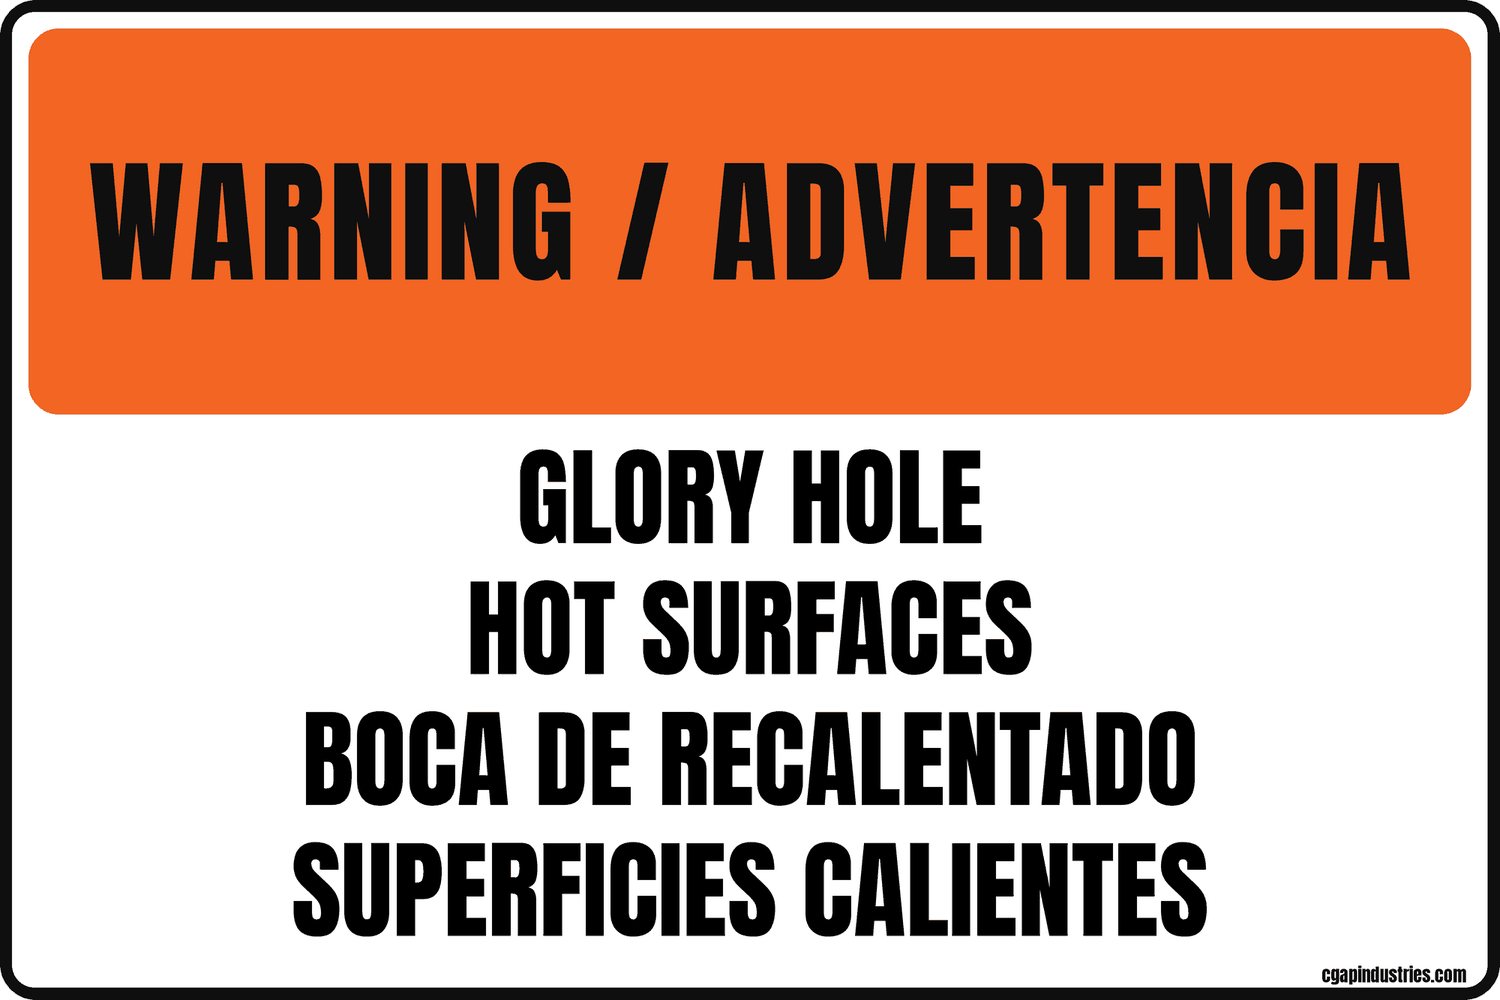 WARNING / ADVERTENCIA
GLORY HOLE
HOT SURFACES
BOCA DE RECALENTADO
SUPERFICIES CALIENTES
cgapindustries.com